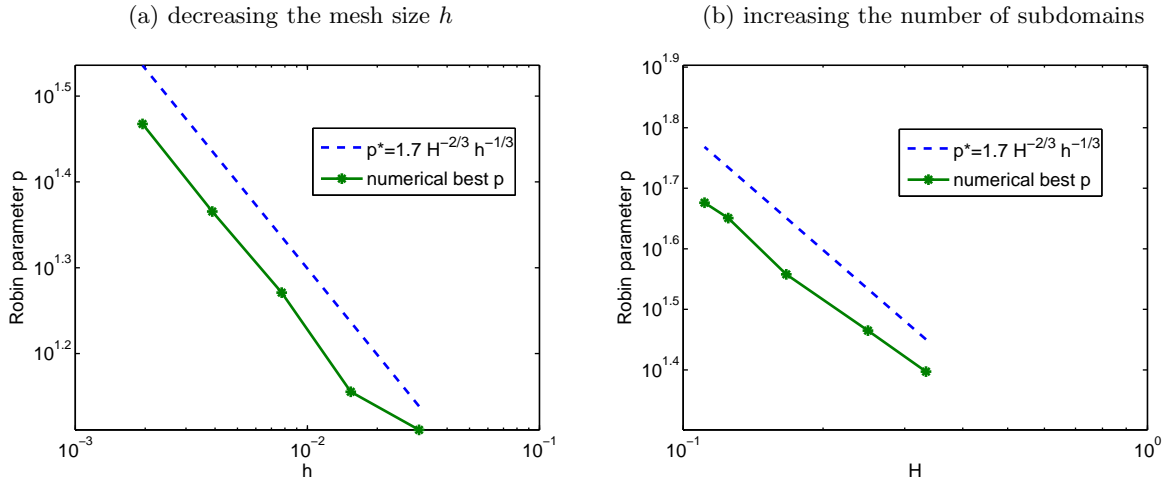 (a) decreasing the mesh size h
10^1.5
10^1.4
10^1.3
10^1.2
Robin parameter p
p*=1.7 H^−2/3 h^−1/3
numerical best p
10^−3
10^−2
10^−1
h
(b) increasing the number of subdomains
10^1.9
10^1.8
10^1.7
10^1.6
10^1.5
10^1.4
Robin parameter p
p*=1.7 H^−2/3 h^−1/3
numerical best p
10^−1
10^0
H